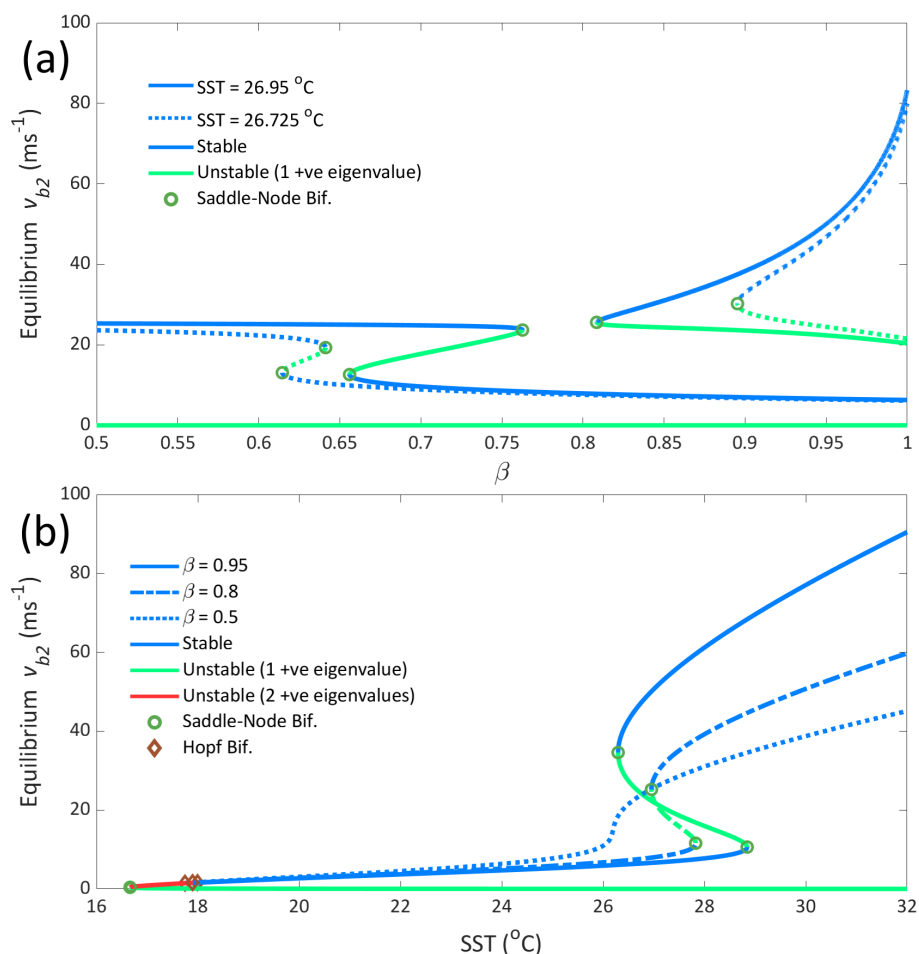 (a)
100
80
60
40
20
0
Equilibrium v_{b2} (ms⁻¹)
SST = 26.95 °C
SST = 26.725 °C
Stable
Unstable (1 +ve eigenvalue)
Saddle-Node Bif.
0.5 0.55 0.6 0.65 0.7 0.75 0.8 0.85 0.9 0.95 1
β
(b)
100
80
60
40
20
0
Equilibrium v_{b2} (ms⁻¹)
β = 0.95
β = 0.8
β = 0.5
Stable
Unstable (1 +ve eigenvalue)
Unstable (2 +ve eigenvalues)
Saddle-Node Bif.
Hopf Bif.
16 18 20 22 24 26 28 30 32
SST (°C)